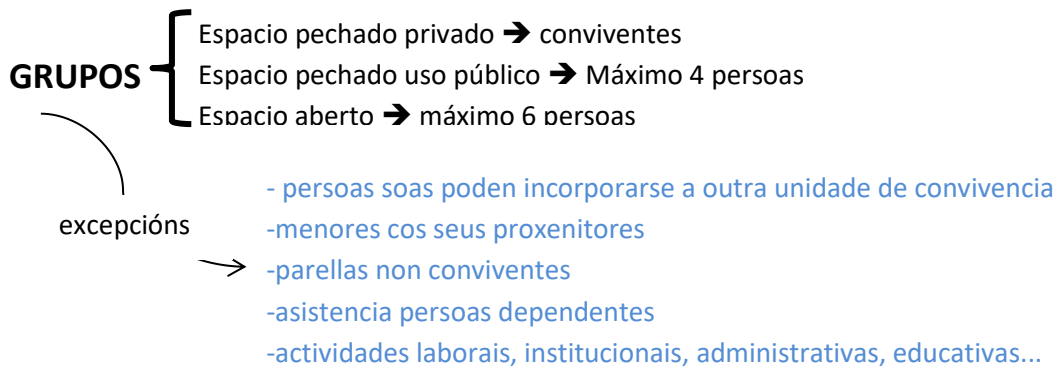 Espacio pechado privado ➔ conviventes
GRUPOS
Espacio pechado uso público ➔ Máximo 4 persoas
Espacio aberto ➔ máximo 6 persoas
- persoas soas poden incorporarse a outra unidade de convivencia
excepcións
-menores cos seus proxenitores
-parellas non conviventes
-asistencia persoas dependentes
-actividades laborais, institucionais, administrativas, educativas...